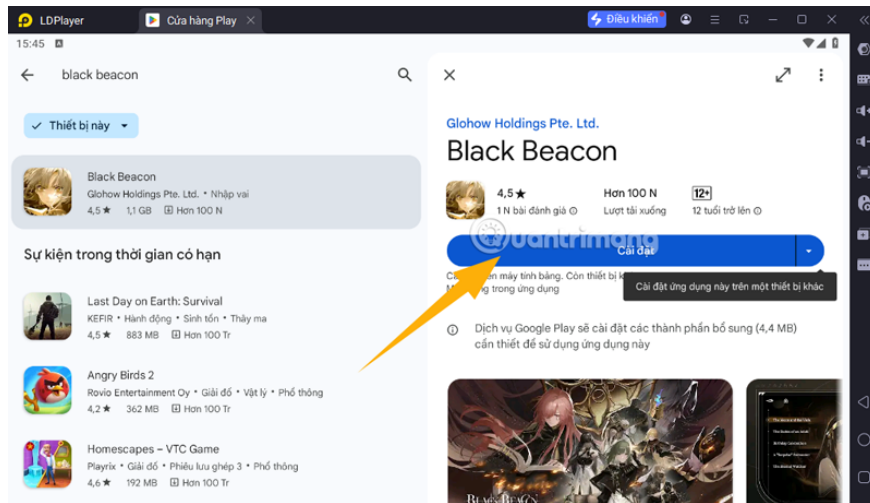 LDPlayer
Cửa hàng Play
Điều khiển
15:45
black beacon
Thiết bị này
Black Beacon
Glohow Holdings Pte. Ltd. • Nhập vai
4,5★ 1,1 GB Hơn 100 N
Sự kiện trong thời gian có hạn
Last Day on Earth: Survival
KEFIR • Hành động • Sinh tồn • Thây ma
4,5★ 883 MB Hơn 100 Tr
Angry Birds 2
Rovio Entertainment Oy • Giải đố • Vật lý • Phổ thông
4,2★ 362 MB Hơn 100 Tr
Homescapes – VTC Game
Playrix • Giải đố • Phiêu lưu ghép 3 • Phổ thông
4,6★ 192 MB Hơn 100 Tr
Glohow Holdings Pte. Ltd.
Black Beacon
4,5★ Hơn 100 N 12+
1 N bài đánh giá Lượt tải xuống 12 tuổi trở lên
Quantrimang
Cài đặt
máy tính bảng. Còn thiết bị
trong ứng dụng
Cài đặt ứng dụng này trên một thiết bị khác
Dịch vụ Google Play sẽ cài đặt các thành phần bổ sung (4,4 MB)
cần thiết để sử dụng ứng dụng này
BLACK BEACON